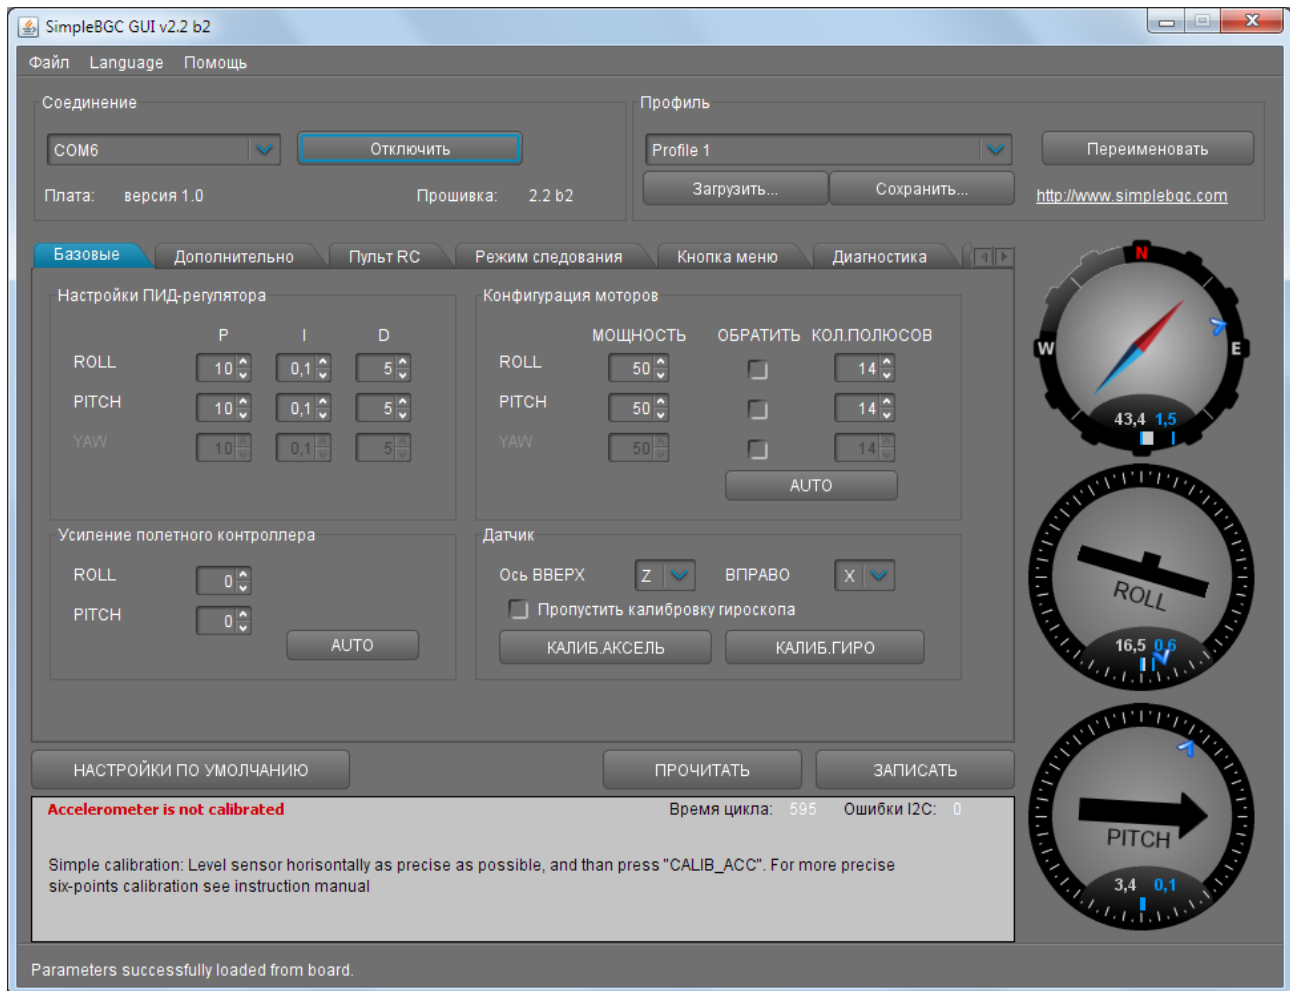 SimpleBGC GUI v2.2 b2
Файл Language Помощь
Соединение
COM6 Отключить
Плата: версия 1.0 Прошивка: 2.2 b2
Профиль
Profile 1 Переименовать
Загрузить... Сохранить... http://www.simplebgc.com
Базовые Дополнительно Пульт RC Режим следования Кнопка меню Диагностика
Настройки ПИД-регулятора
P I D
ROLL 10 0,1 5
PITCH 10 0,1 5
YAW 10 0,1 5
Конфигурация моторов
МОЩНОСТЬ ОБРАТИТЬ КОЛ.ПОЛЮСОВ
ROLL 50 14
PITCH 50 14
YAW 50 14
AUTO
Усиление полетного контроллера
ROLL 0
PITCH 0
AUTO
Датчик
Ось ВВЕРХ Z ВПРАВО X
Пропустить калибровку гироскопа
КАЛИБ.АКСЕЛЬ КАЛИБ.ГИРО
N
W E
43,4 1,5
ROLL
16,5 0,6
PITCH
3,4 0,1
НАСТРОЙКИ ПО УМОЛЧАНИЮ ПРОЧИТАТЬ ЗАПИСАТЬ
Accelerometer is not calibrated Время цикла: 595 Ошибки I2C: 0
Simple calibration: Level sensor horisontally as precise as possible, and than press "CALIB_ACC". For more precise
six-points calibration see instruction manual
Parameters successfully loaded from board.